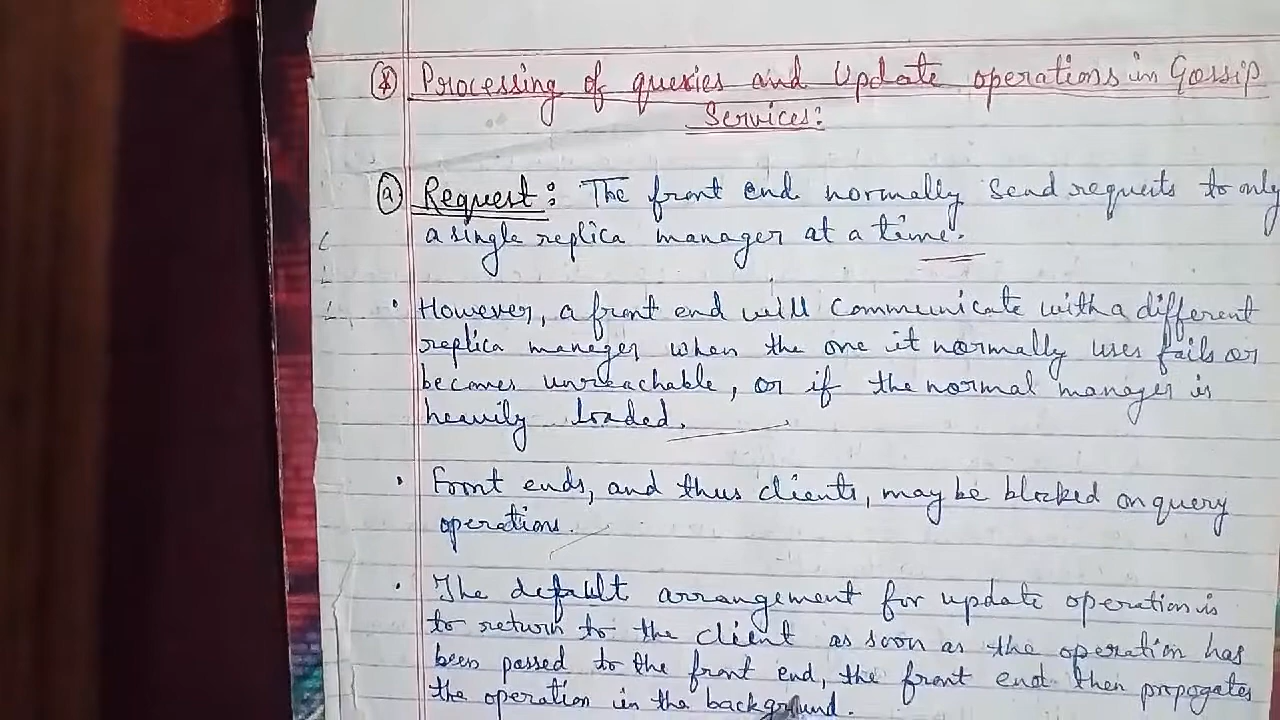 ⊛ Processing of queries and Update operations in Gossip
Services:
ⓐ Request: The front end normally send requests to only
a single replica manager at a time.
• However, a front end will communicate with a different
replica manager when the one it normally uses fails or
becomes unreachable, or if the normal manager is
heavily loaded.
• Front ends, and thus clients, may be blocked on query
operations.
• The default arrangement for update operation is
to return to the client as soon as the operation has
been passed to the front end, the front end then propogates
the operation in the background.